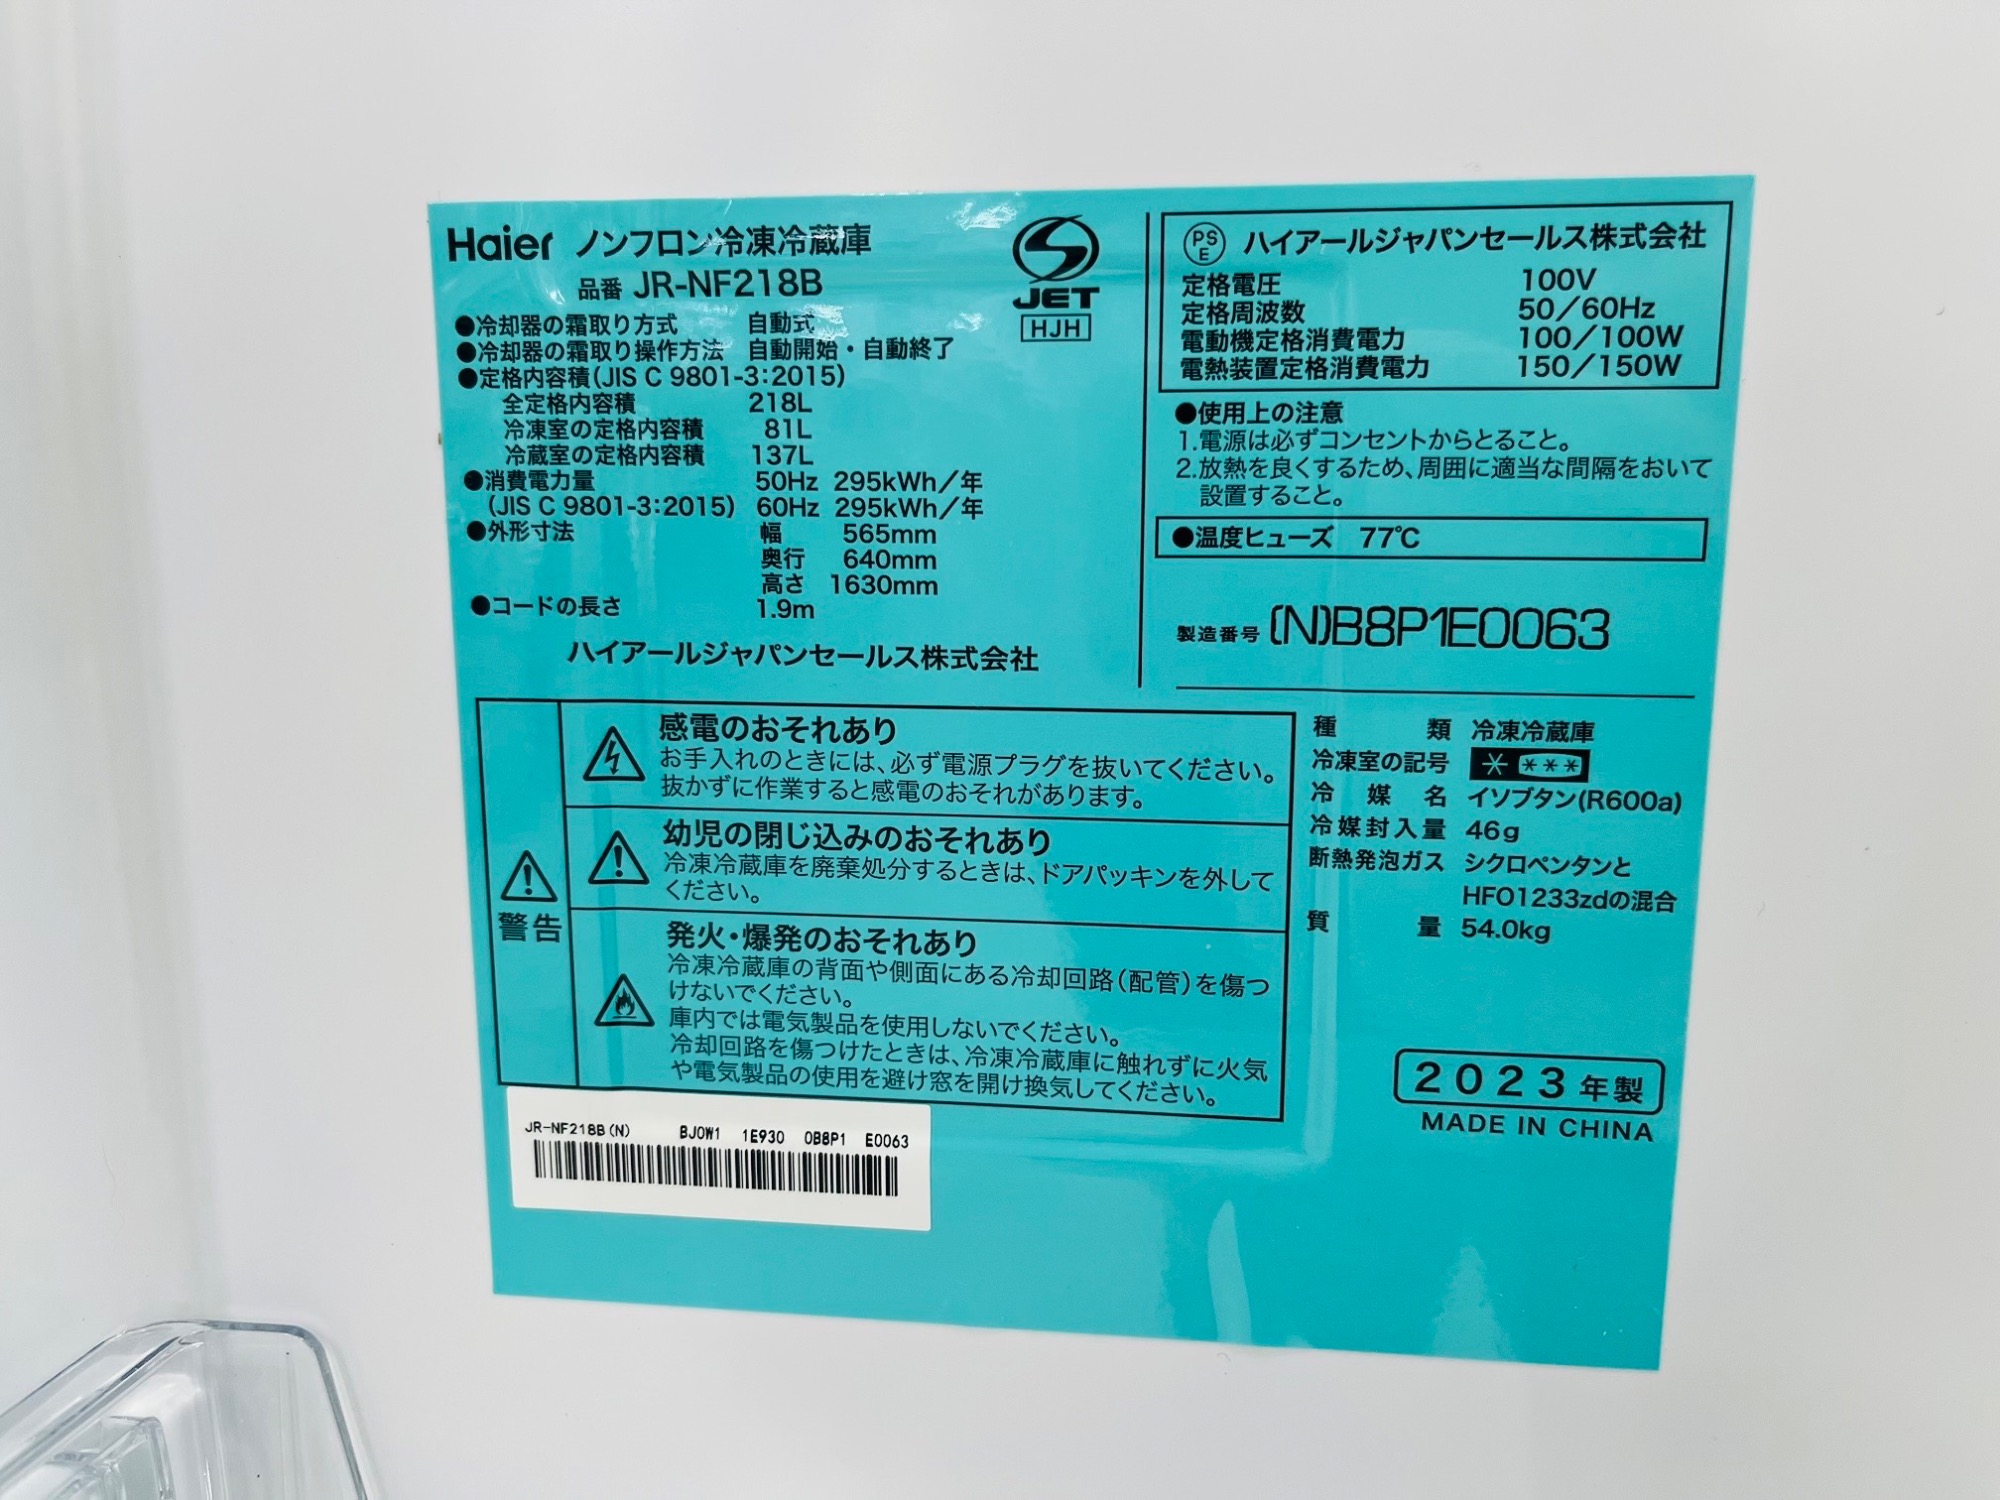 Haier ノンフロン冷凍冷蔵庫
品番 JR-NF218B
●冷却器の霜取り方式 自動式
●冷却器の霜取り操作方法 自動開始・自動終了
●定格内容積(JIS C 9801-3:2015)
全定格内容積 218L
冷凍室の定格内容積 81L
冷蔵室の定格内容積 137L
●消費電力量 50Hz 295kWh/年
(JIS C 9801-3:2015) 60Hz 295kWh/年
●外形寸法 幅 565mm
奥行 640mm
高さ 1630mm
●コードの長さ 1.9m
ハイアールジャパンセールス株式会社
JET
HJH
PSE ハイアールジャパンセールス株式会社
定格電圧 100V
定格周波数 50/60Hz
電動機定格消費電力 100/100W
電熱装置定格消費電力 150/150W
●使用上の注意
1.電源は必ずコンセントからとること。
2.放熱を良くするため、周囲に適当な間隔をおいて
設置すること。
●温度ヒューズ 77℃
製造番号 (N)B8P1E0063
警告
感電のおそれあり
お手入れのときには、必ず電源プラグを抜いてください。
抜かずに作業すると感電のおそれがあります。
幼児の閉じ込みのおそれあり
冷凍冷蔵庫を廃棄処分するときは、ドアパッキンを外して
ください。
発火・爆発のおそれあり
冷凍冷蔵庫の背面や側面にある冷却回路(配管)を傷つ
けないでください。
庫内では電気製品を使用しないでください。
冷却回路を傷つけたときは、冷凍冷蔵庫に触れずに火気
や電気製品の使用を避け窓を開け換気してください。
種類 冷凍冷蔵庫
冷凍室の記号 * ***
冷媒名 イソブタン(R600a)
冷媒封入量 46g
断熱発泡ガス シクロペンタンと
HFO1233zdの混合
質量 54.0kg
2023年製
MADE IN CHINA
JR-NF218B(N) BJ0W1 1E930 0B8P1 E0063